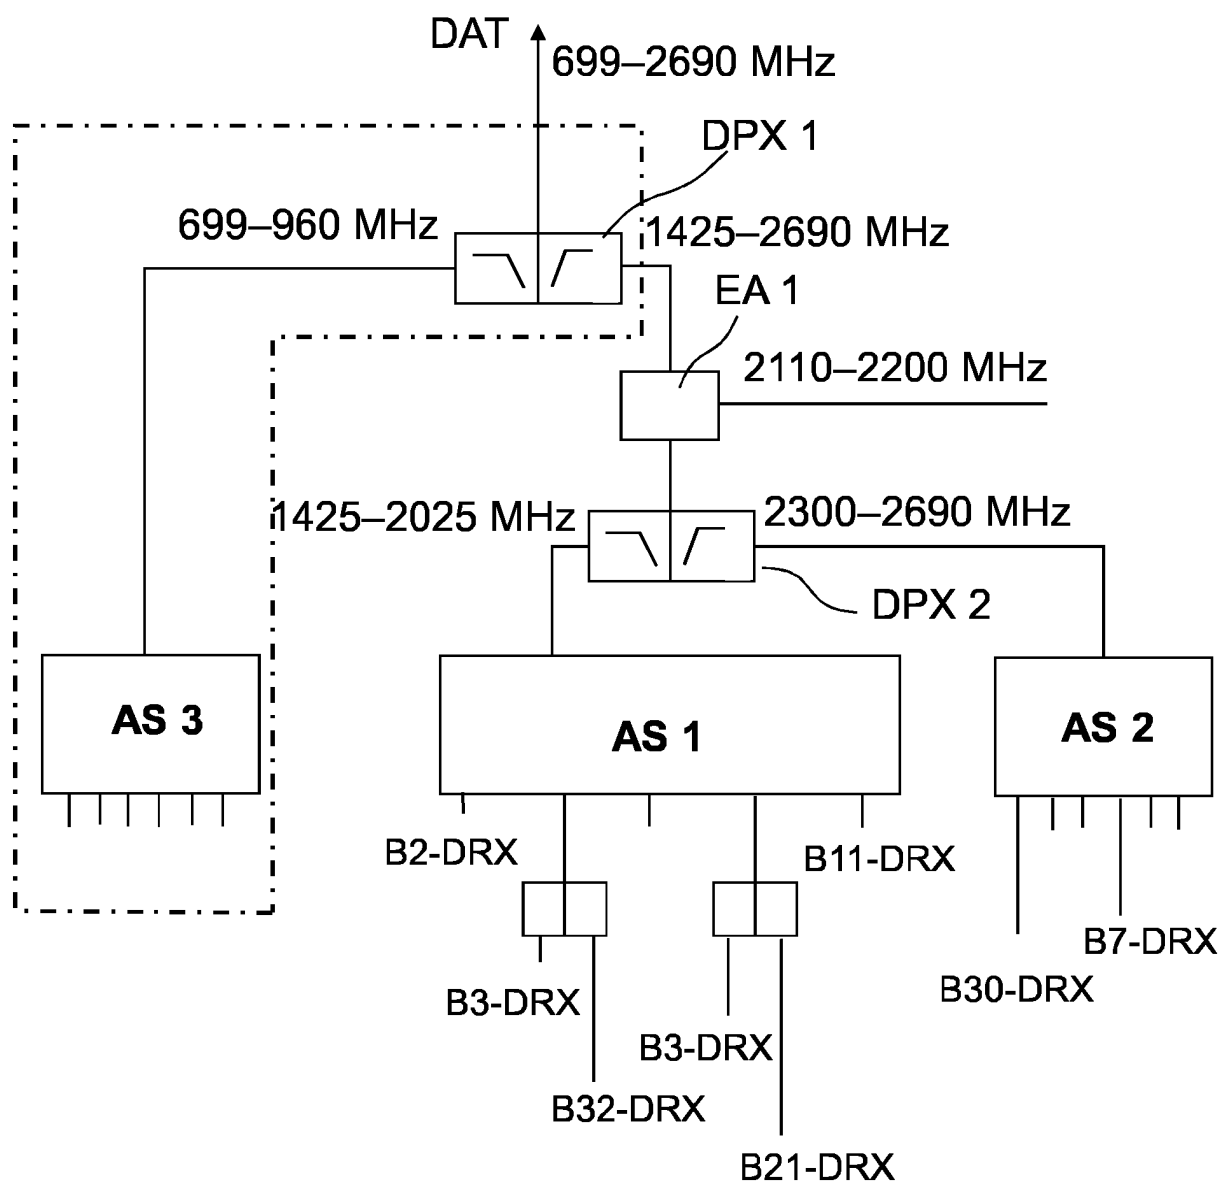 DAT
699–2690 MHz
DPX 1
699–960 MHz
1425–2690 MHz
EA 1
2110–2200 MHz
1425–2025 MHz
2300–2690 MHz
DPX 2
AS 3
AS 1
AS 2
B2-DRX
B11-DRX
B7-DRX
B30-DRX
B3-DRX
B3-DRX
B32-DRX
B21-DRX